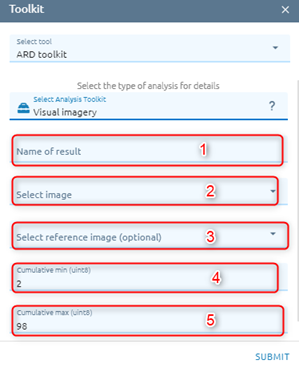 Toolkit
Select tool
ARD toolkit
Select the type of analysis for details
Select Analysis Toolkit
Visual imagery
?
Name of result
1
Select image
2
Select reference image (optional)
3
Cumulative min (uint8)
2
4
Cumulative max (uint8)
98
5
SUBMIT